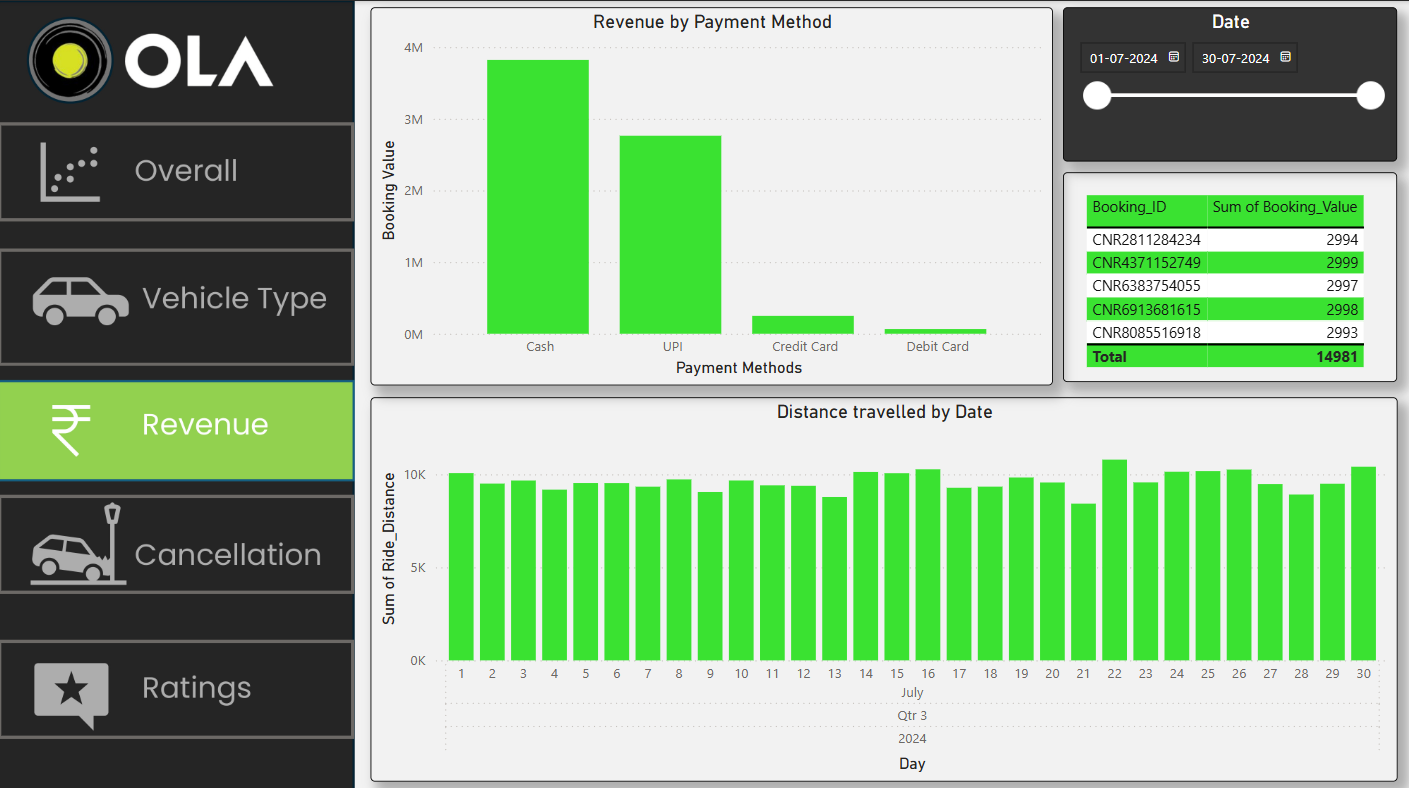 OLA
Overall
Vehicle Type
₹ Revenue
Cancellation
Ratings
Revenue by Payment Method
4M
3M
2M
1M
0M
Booking Value
Cash UPI Credit Card Debit Card
Payment Methods
Date
01-07-2024 30-07-2024
Booking_ID Sum of Booking_Value
CNR2811284234 2994
CNR4371152749 2999
CNR6383754055 2997
CNR6913681615 2998
CNR8085516918 2993
Total 14981
Distance travelled by Date
10K
5K
0K
Sum of Ride_Distance
1 2 3 4 5 6 7 8 9 10 11 12 13 14 15 16 17 18 19 20 21 22 23 24 25 26 27 28 29 30
July
Qtr 3
2024
Day